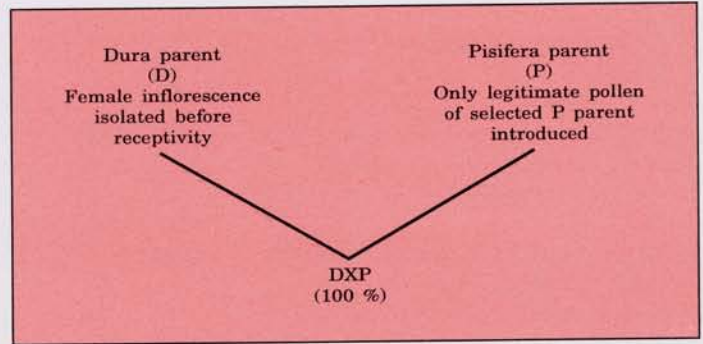 Dura parent
(D)
Female inflorescence
isolated before
receptivity
Pisifera parent
(P)
Only legitimate pollen
of selected P parent
introduced
DXP
(100 %)